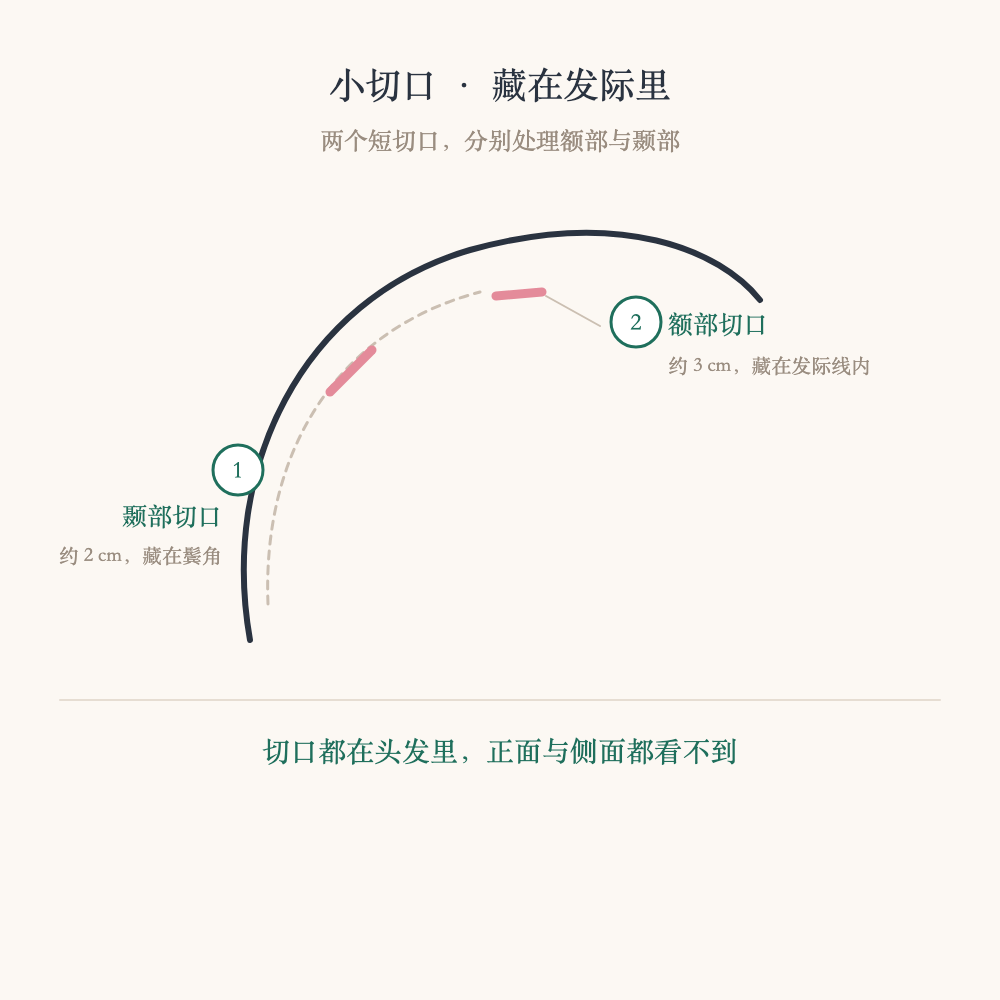 小切口 · 藏在发际里
两个短切口，分别处理额部与颞部
2 额部切口
约 3 cm，藏在发际线内
1
颞部切口
约 2 cm，藏在鬓角
切口都在头发里，正面与侧面都看不到